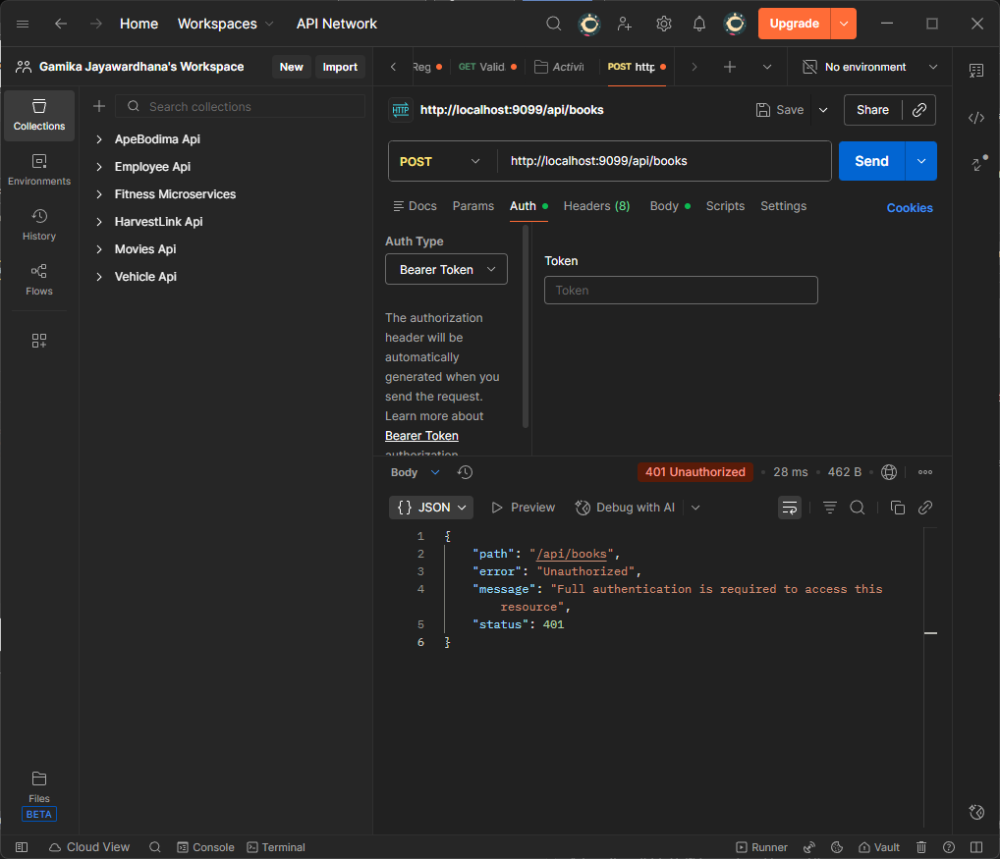 Home Workspaces API Network Upgrade
Gamika Jayawardhana's Workspace New Import
Reg GET Valid. Activit POST http No environment
Search collections
http://localhost:9099/api/books Save Share
Collections
ApeBodima Api
Employee Api
Fitness Microservices
HarvestLink Api
Movies Api
Vehicle Api
Environments
History
Flows
Files
BETA
POST http://localhost:9099/api/books Send
Docs Params Auth Headers (8) Body Scripts Settings Cookies
Auth Type
Bearer Token
Token
Token
The authorization
header will be
automatically
generated when you
send the request.
Learn more about
Bearer Token
authorization.
Body 401 Unauthorized 28 ms 462 B
{} JSON Preview Debug with AI
1 {
2 "path": "/api/books",
3 "error": "Unauthorized",
4 "message": "Full authentication is required to access this
resource",
5 "status": 401
6 }
Cloud View Console Terminal Runner Vault